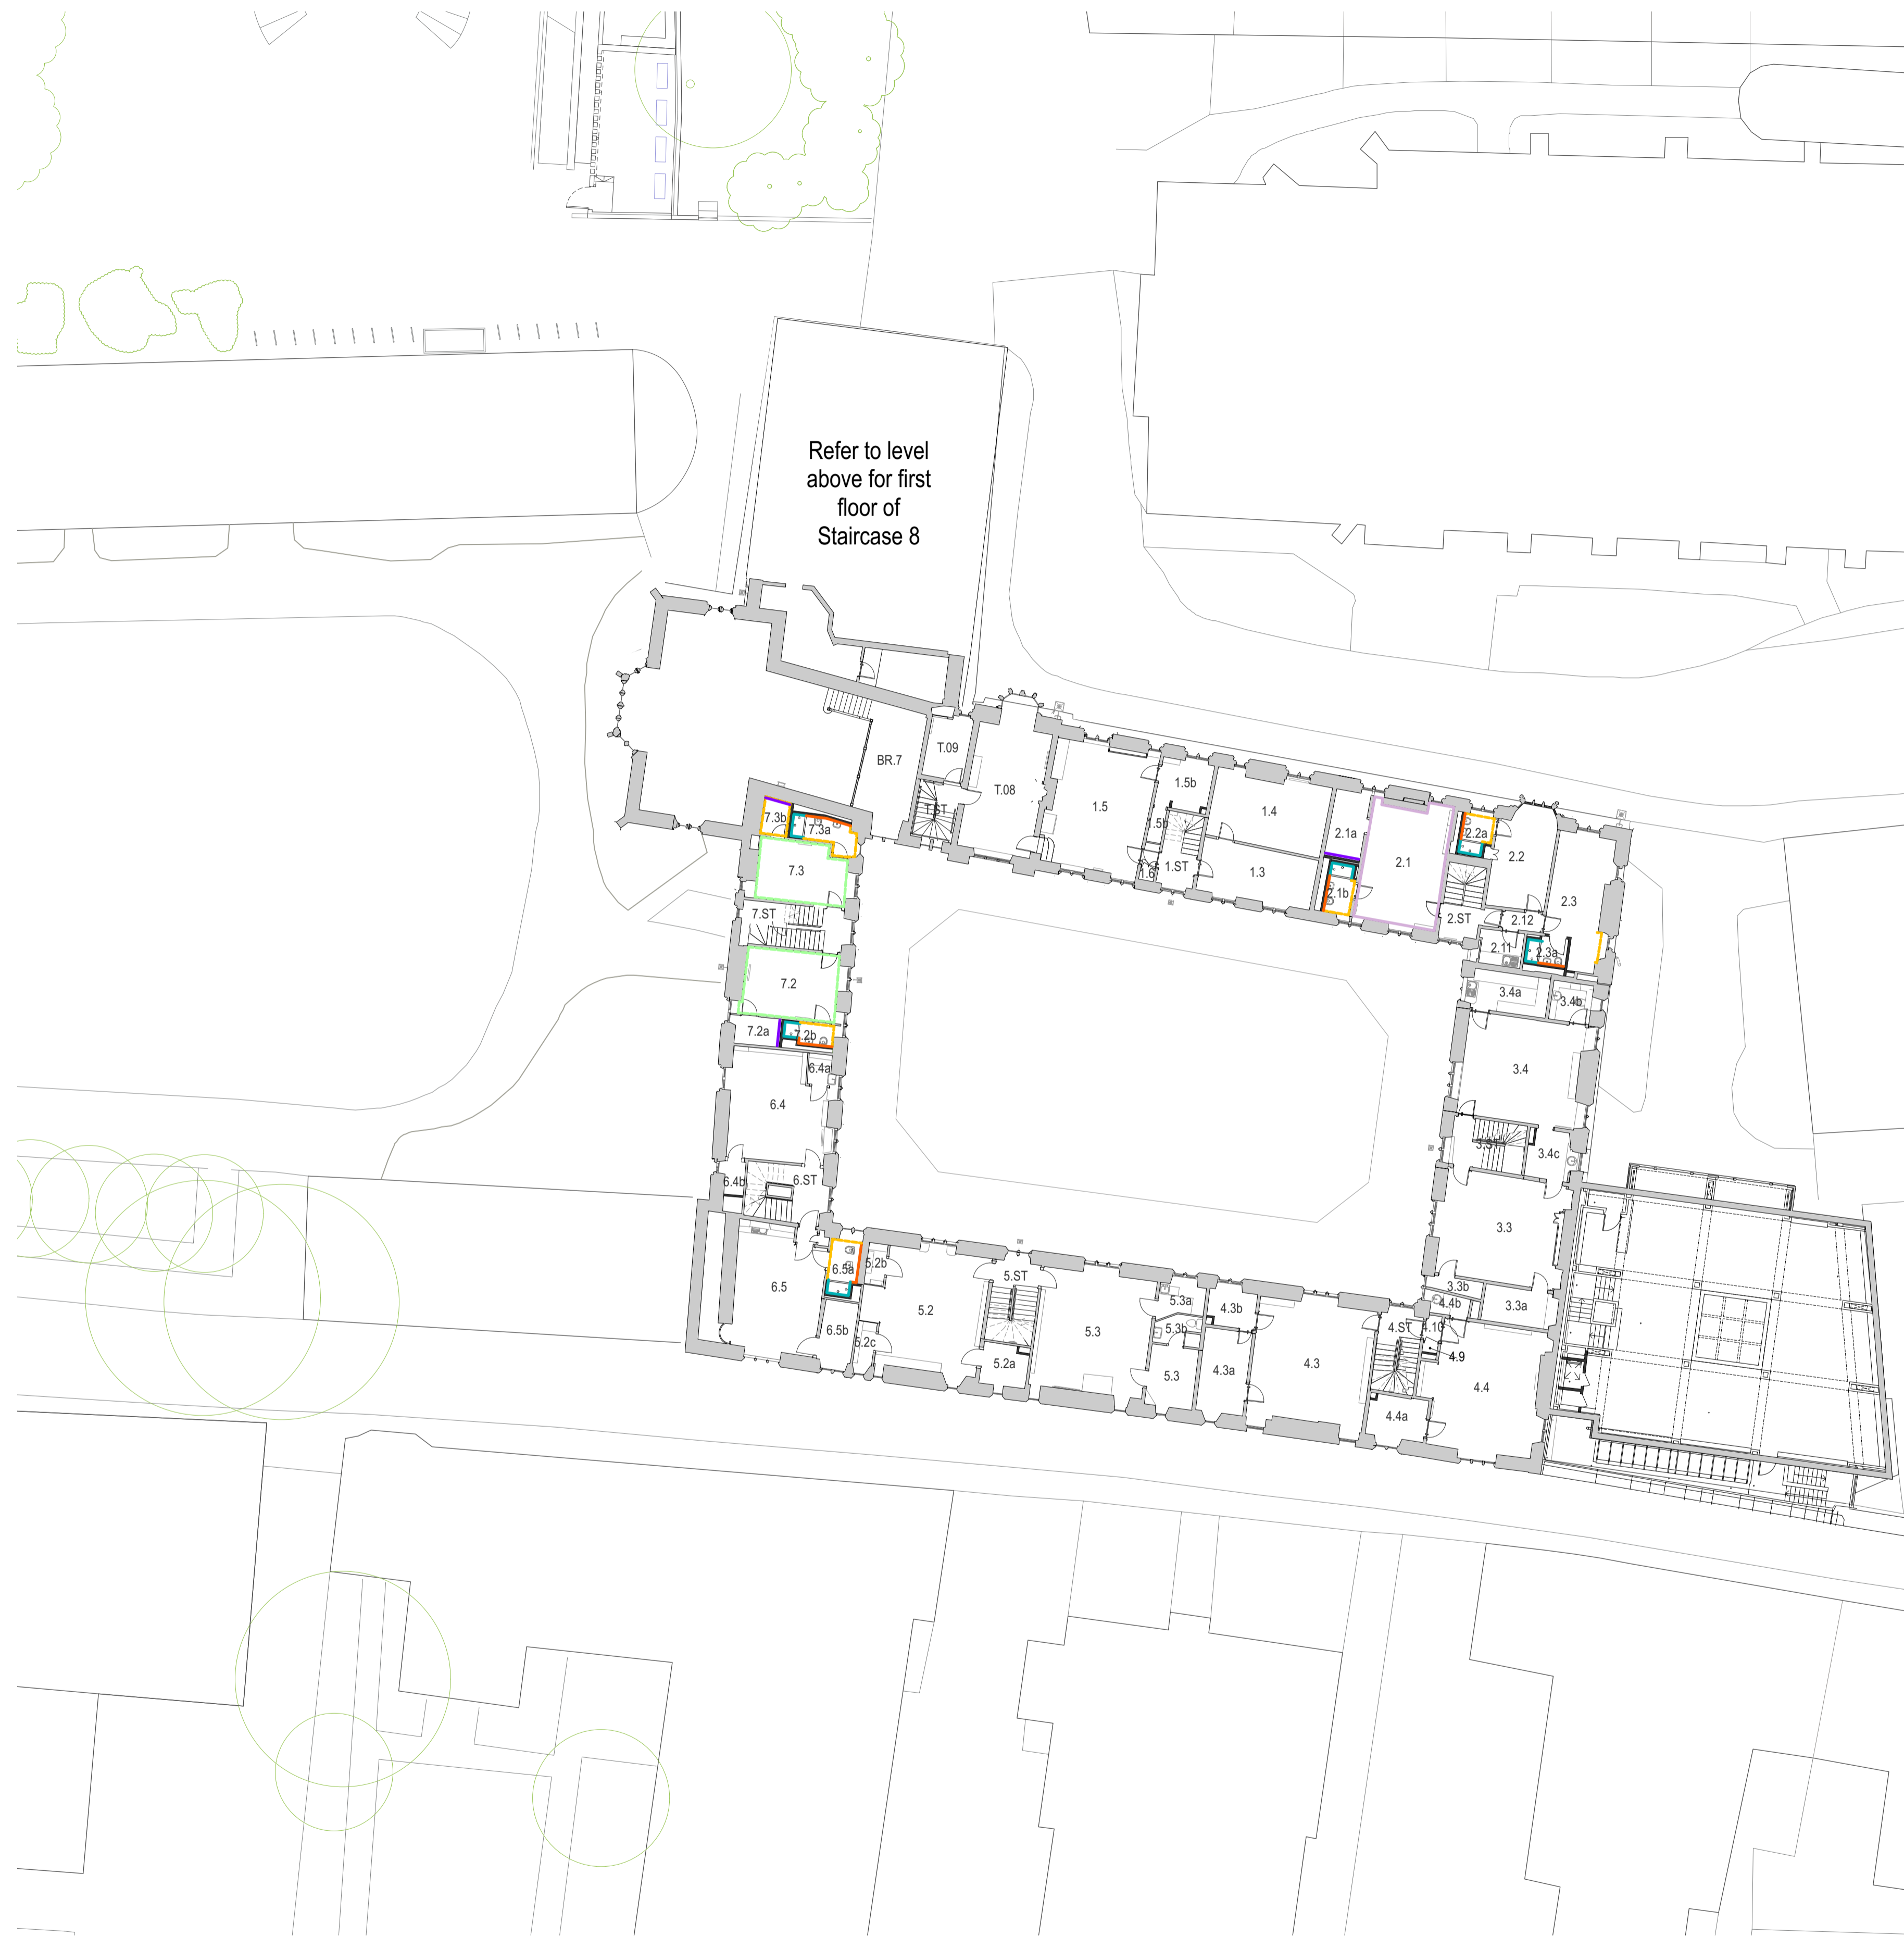 Refer to level
above for first
floor of
Staircase 8
T.09
BR.7
T.08
T.ST
1.5
1.5b
1.5b
1.6
1.ST
1.4
1.3
2.1a
2.1
2.1b
2.2a
2.2
2.3
2.ST
2.12
2.11
2.3a
7.3b
7.3a
7.3
7.ST
7.2
7.2a
7.2b
3.4a
3.4b
3.4
3.ST
3.4c
3.3
3.3b
3.3a
6.4a
6.4
6.4b
6.ST
6.5a
6.5
6.5b
5.2b
5.2
5.2c
5.ST
5.2a
5.3
5.3a
5.3b
5.3
4.3b
4.3a
4.3
4.ST
4.10
4.4b
4.9
4.4
4.4a